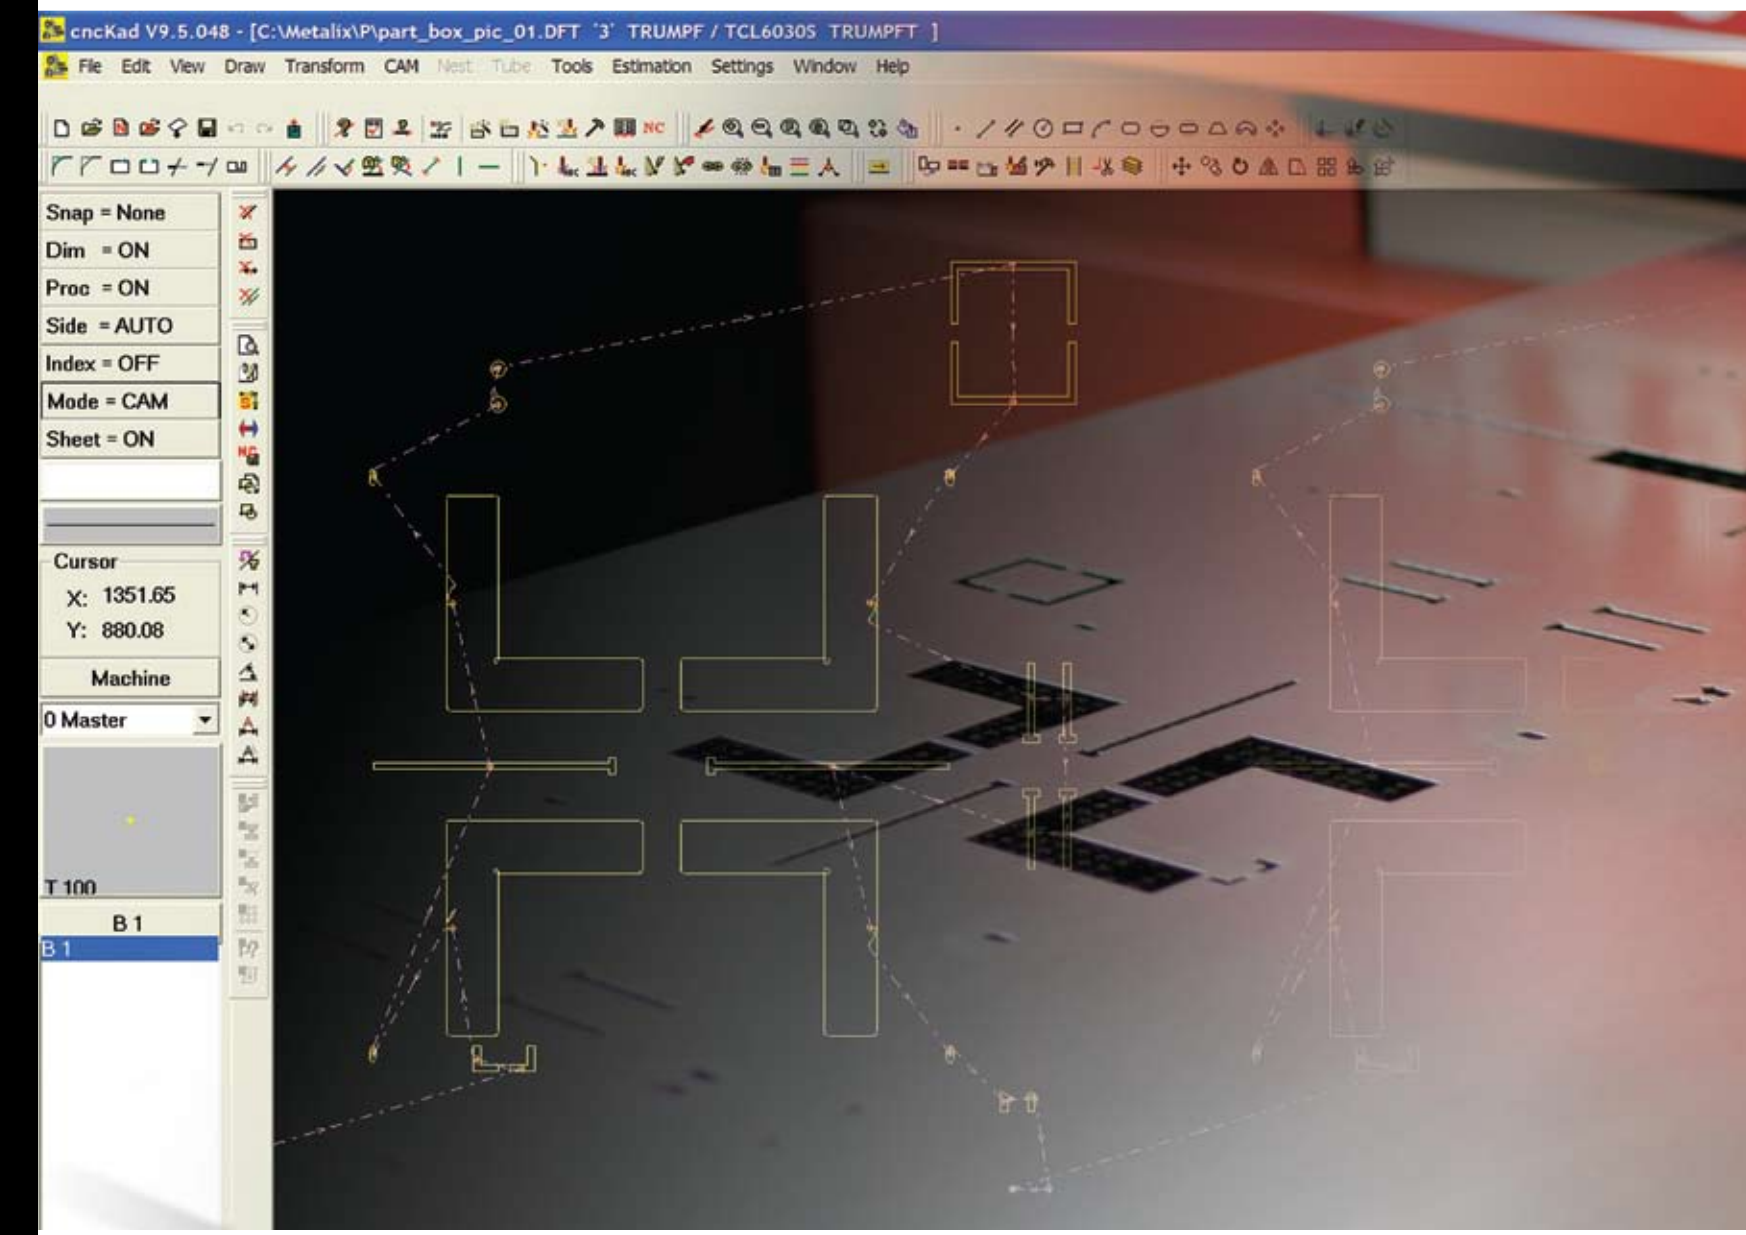 cncKad V9.5.048 - [C:\Metalix\P\part_box_pic_01.DFT '3' TRUMPF / TCL6030S TRUMPFT ]
File Edit View Draw Transform CAM Nest Tube Tools Estimation Settings Window Help
NC
Snap = None
Dim = ON
Proc = ON
Side = AUTO
Index = OFF
Mode = CAM
Sheet = ON
Cursor
X: 1351.65
Y: 880.08
Machine
0 Master
T 100
B 1
B 1